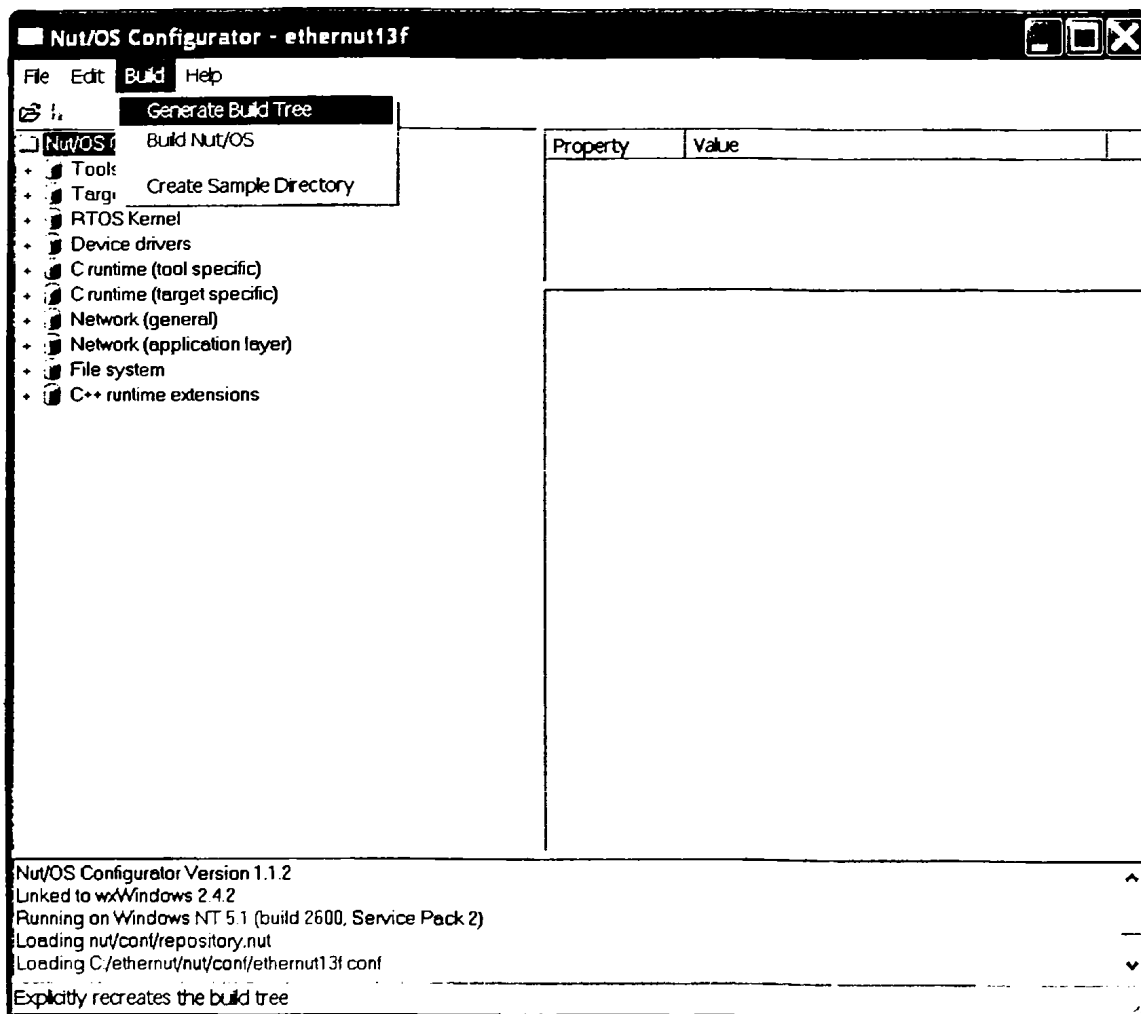 Nut/OS Configurator - ethernut13f
File Edit Build Help
Generate Build Tree
Build Nut/OS
Create Sample Directory
Nut/OS
Tools
RTOS Kernel
Device drivers
C runtime (tool specific)
C runtime (target specific)
Network (general)
Network (application layer)
File system
C++ runtime extensions
Property Value
Nut/OS Configurator Version 1.1.2
Linked to wxWindows 2.4.2
Running on Windows NT 5.1 (build 2600, Service Pack 2)
Loading nut/conf/repository.nut
Loading C:/ethernut/nut/conf/ethernut13f.conf
Explicitly recreates the build tree